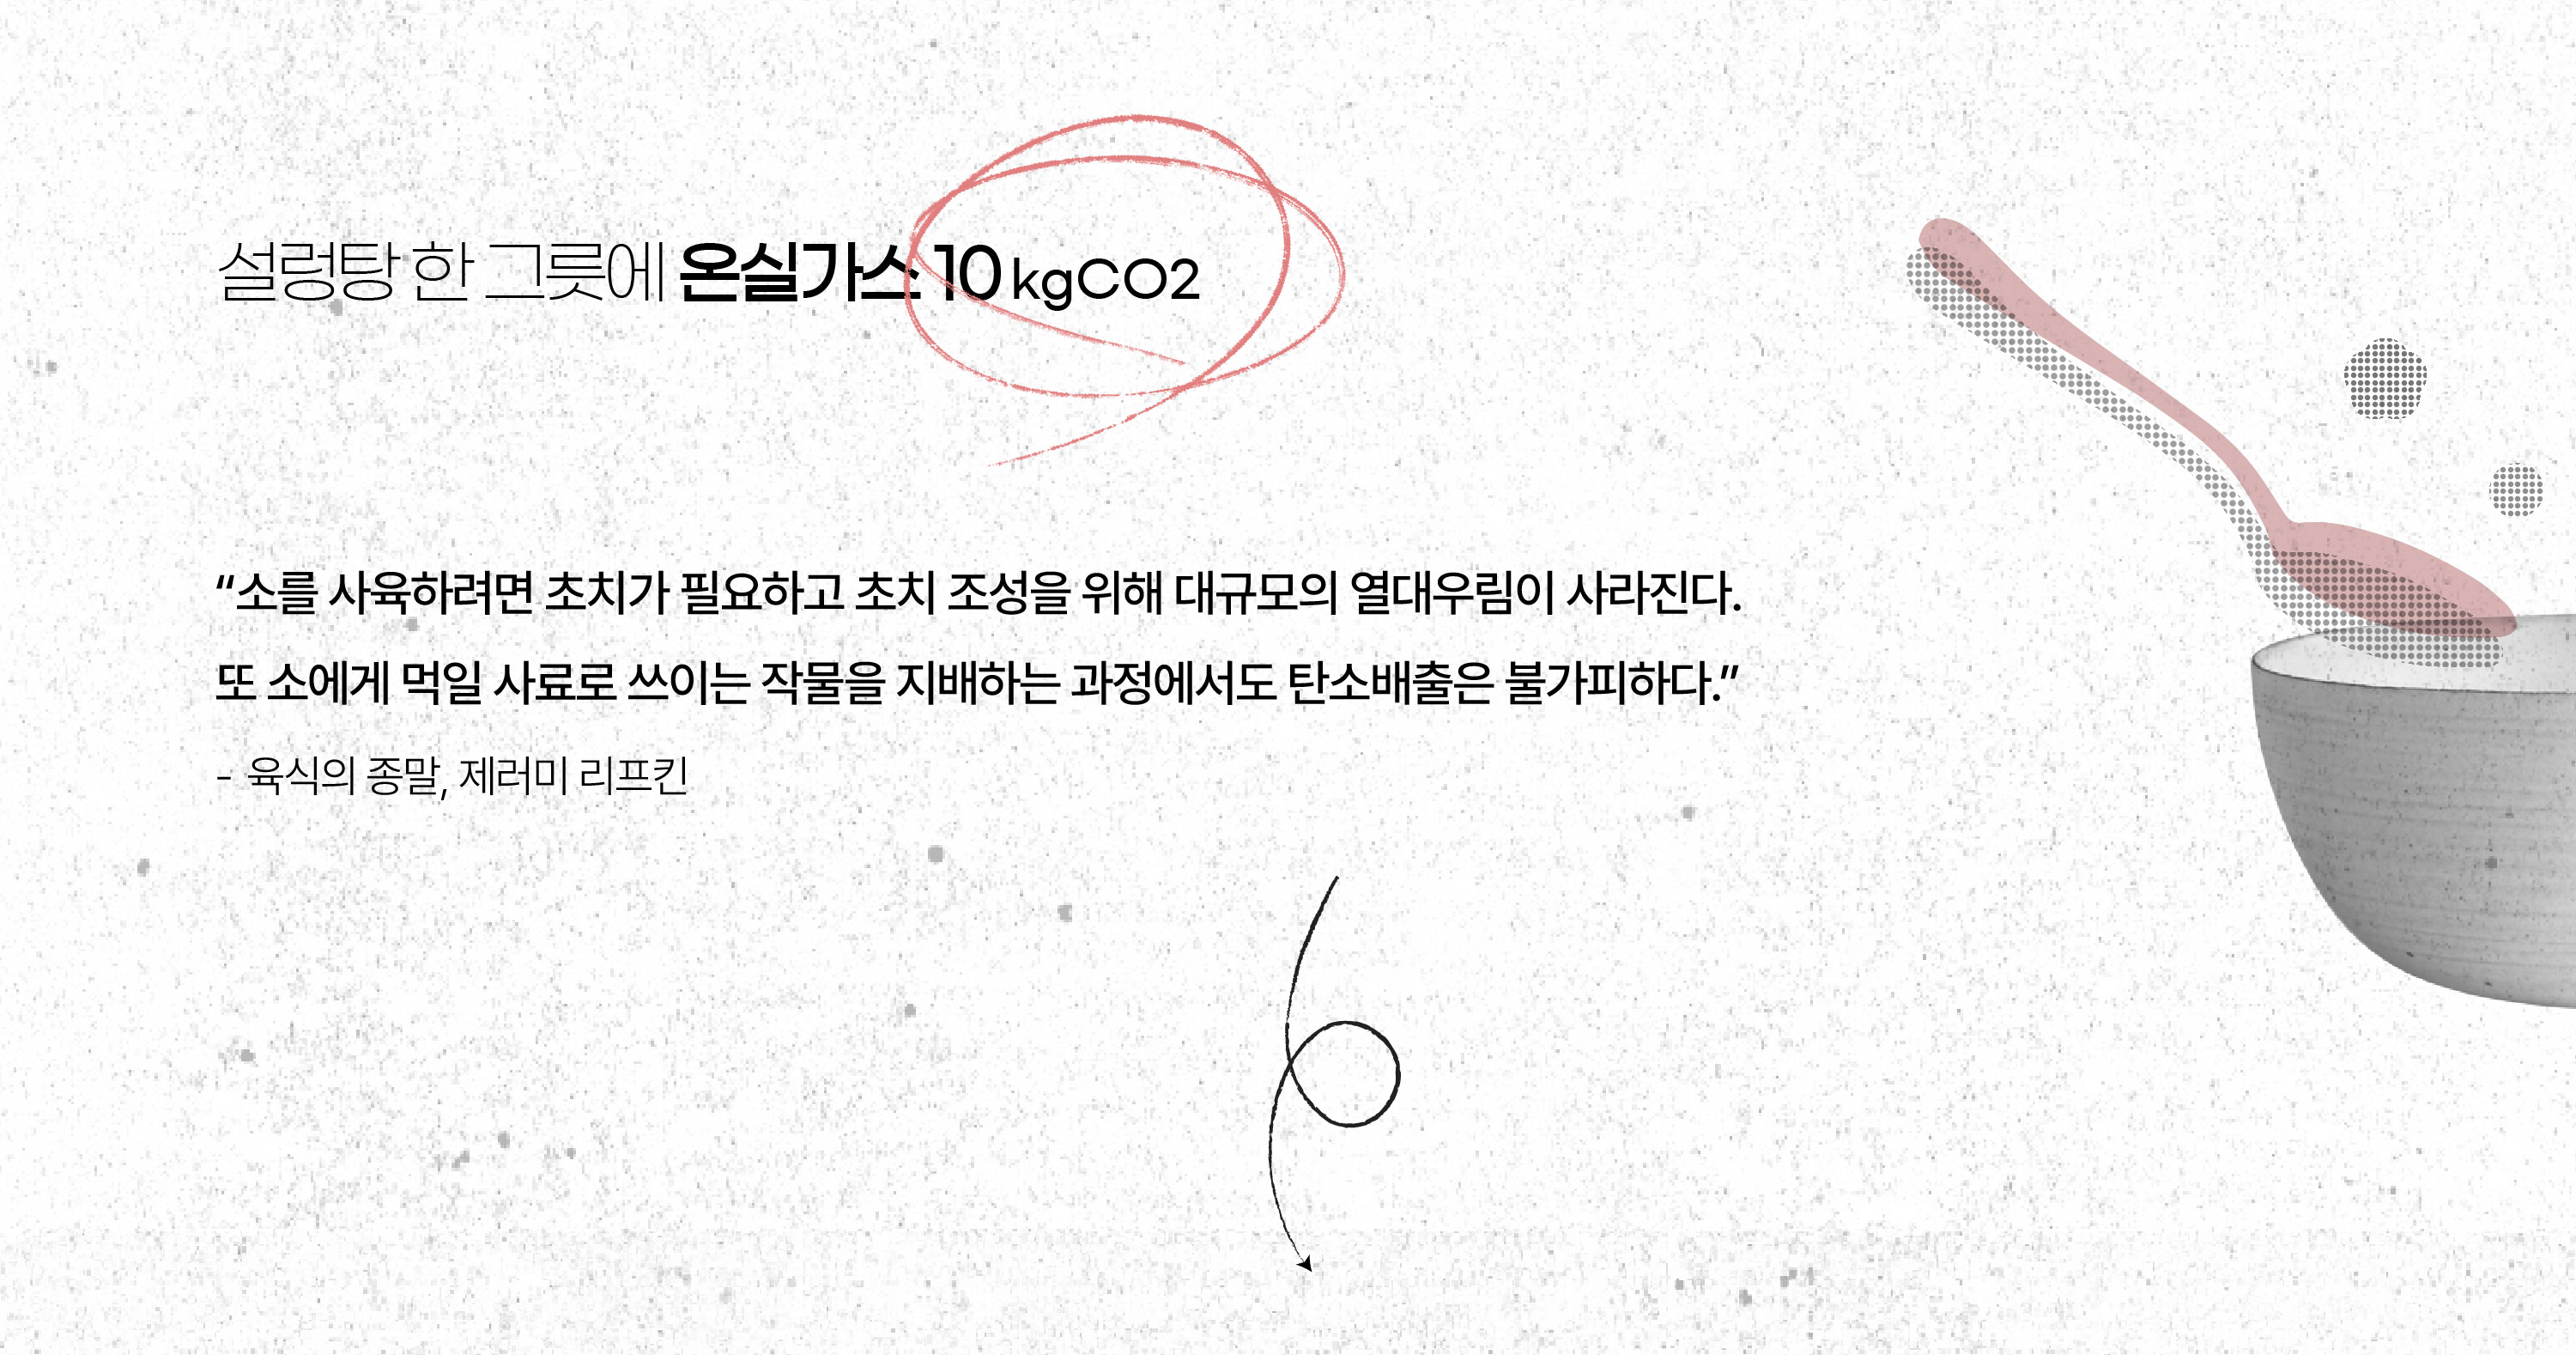 설렁탕 한 그릇에 온실가스 10 kgCO2
“소를 사육하려면 초치가 필요하고 초치 조성을 위해 대규모의 열대우림이 사라진다.
또 소에게 먹일 사료로 쓰이는 작물을 지배하는 과정에서도 탄소배출은 불가피하다.”
- 육식의 종말, 제러미 리프킨